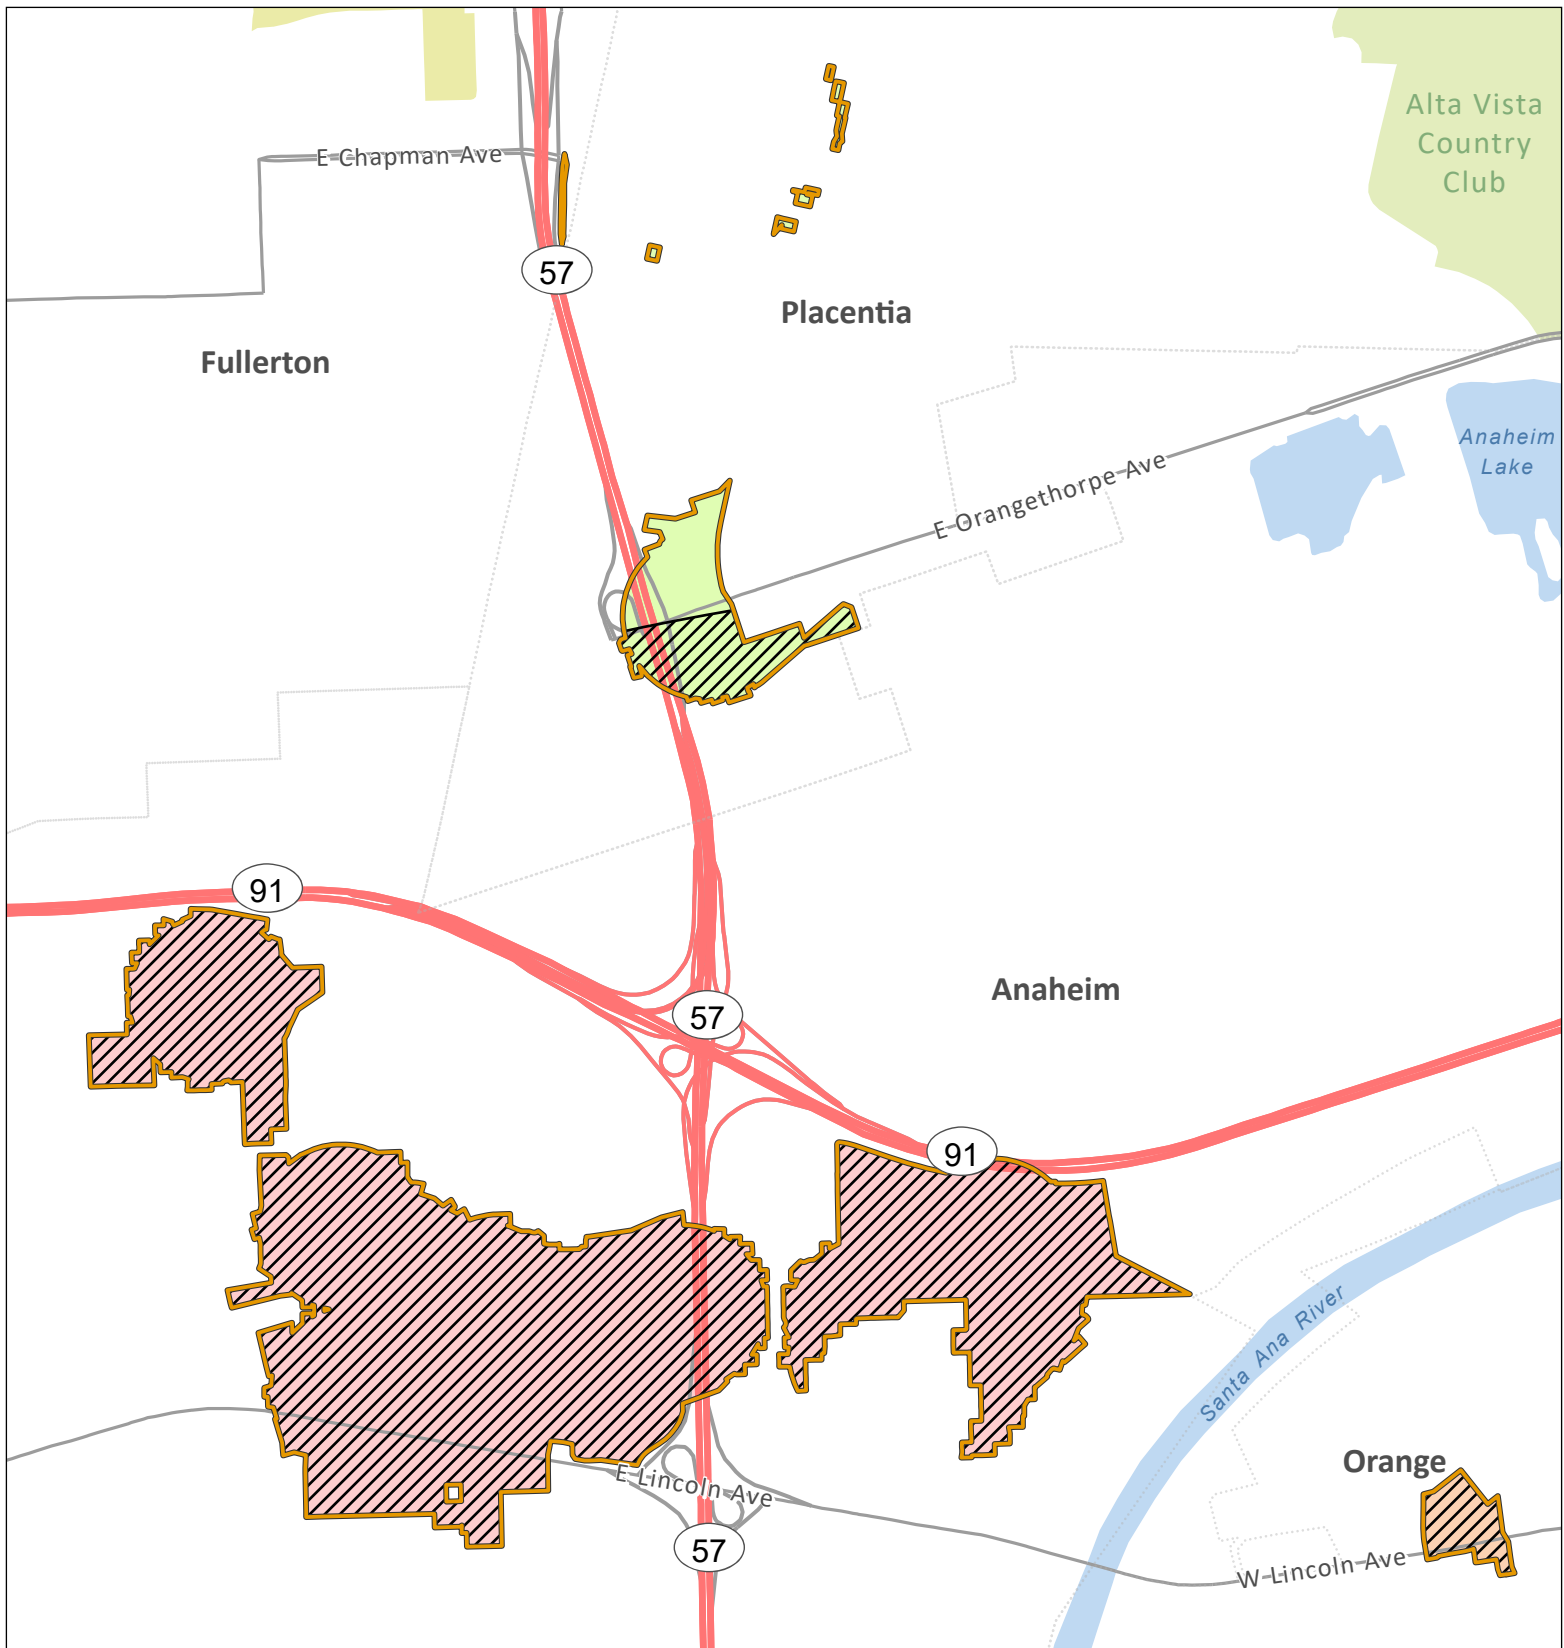 Alta Vista
Country
Club
E Chapman Ave
57
Placentia
Fullerton
Anaheim
Lake
E Orangethorpe Ave
91
Anaheim
57
91
Santa Ana River
Orange
E Lincoln Ave
57
W Lincoln Ave